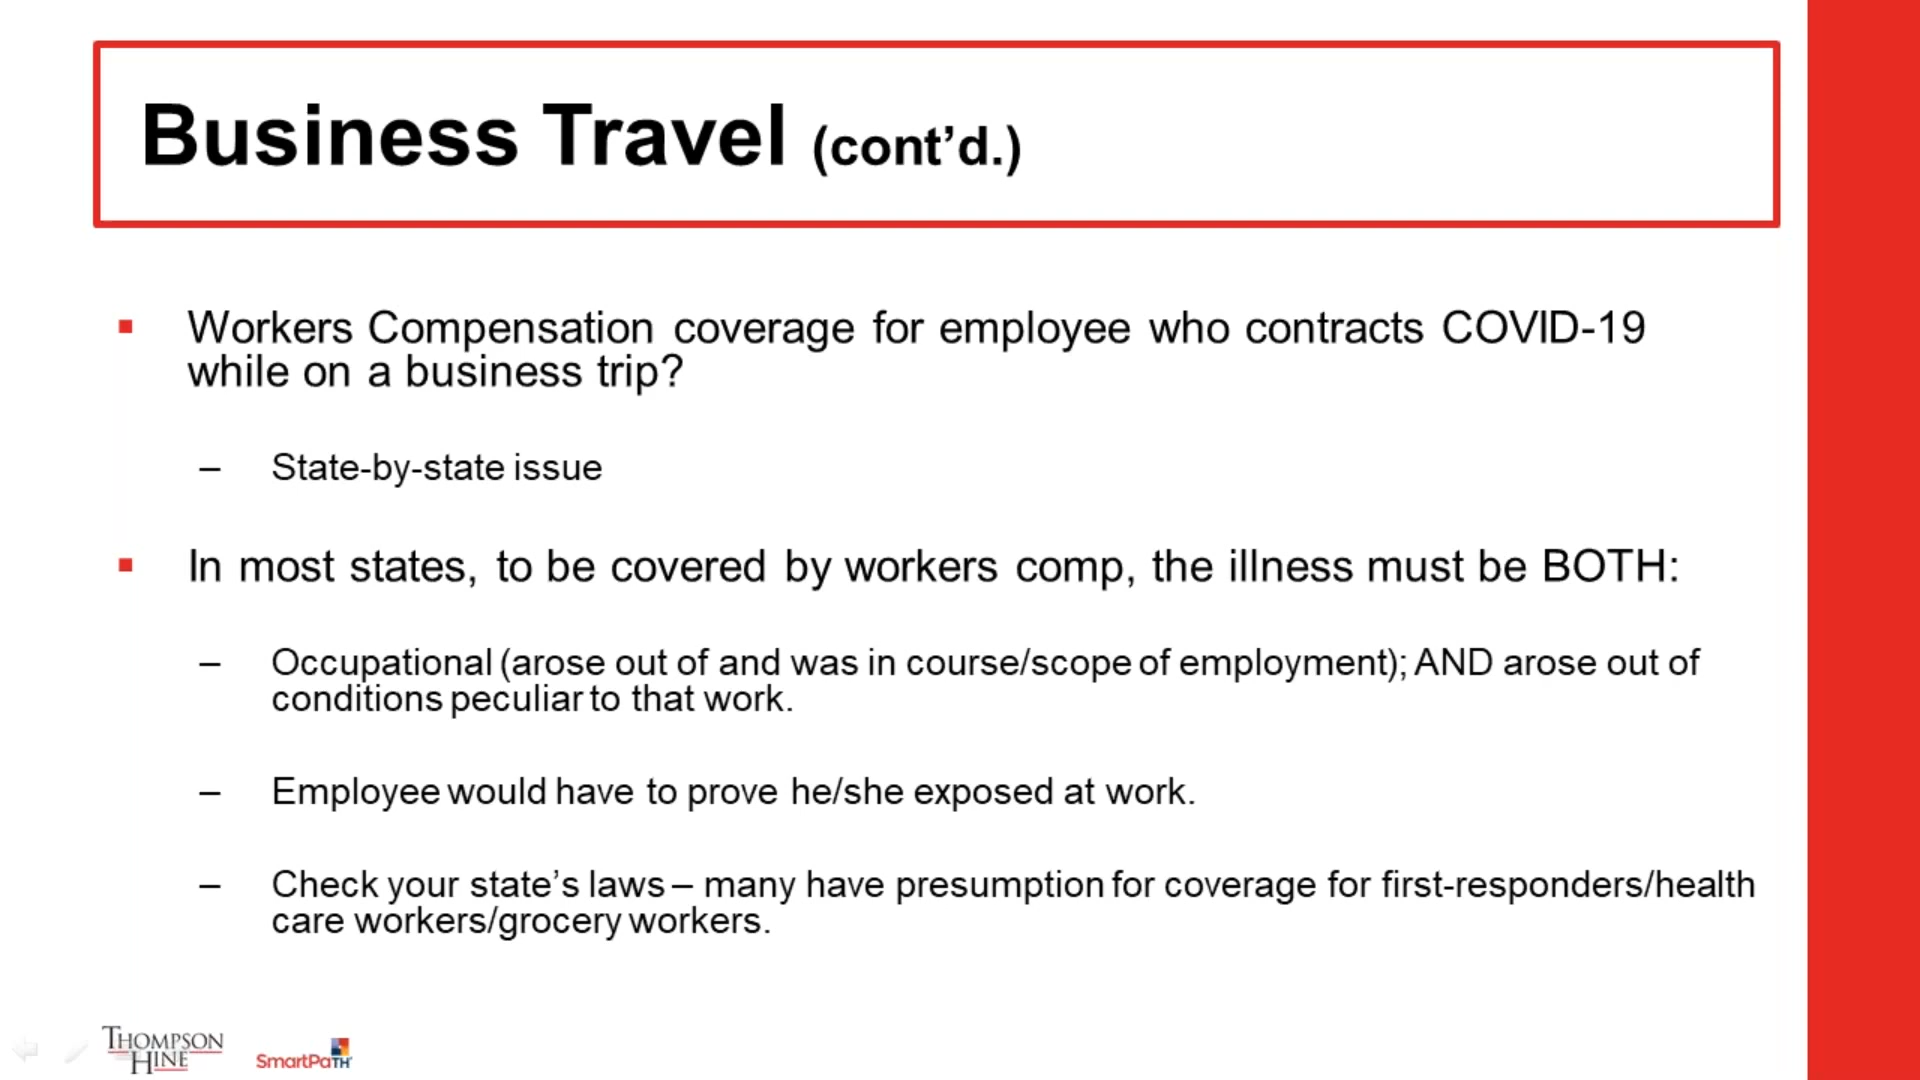 Business Travel (cont’d.)
▪ Workers Compensation coverage for employee who contracts COVID-19
while on a business trip?
– State-by-state issue
▪ In most states, to be covered by workers comp, the illness must be BOTH:
– Occupational (arose out of and was in course/scope of employment); AND arose out of
conditions peculiar to that work.
– Employee would have to prove he/she exposed at work.
– Check your state’s laws – many have presumption for coverage for first-responders/health
care workers/grocery workers.
THOMPSON
HINE
SmartPaTH